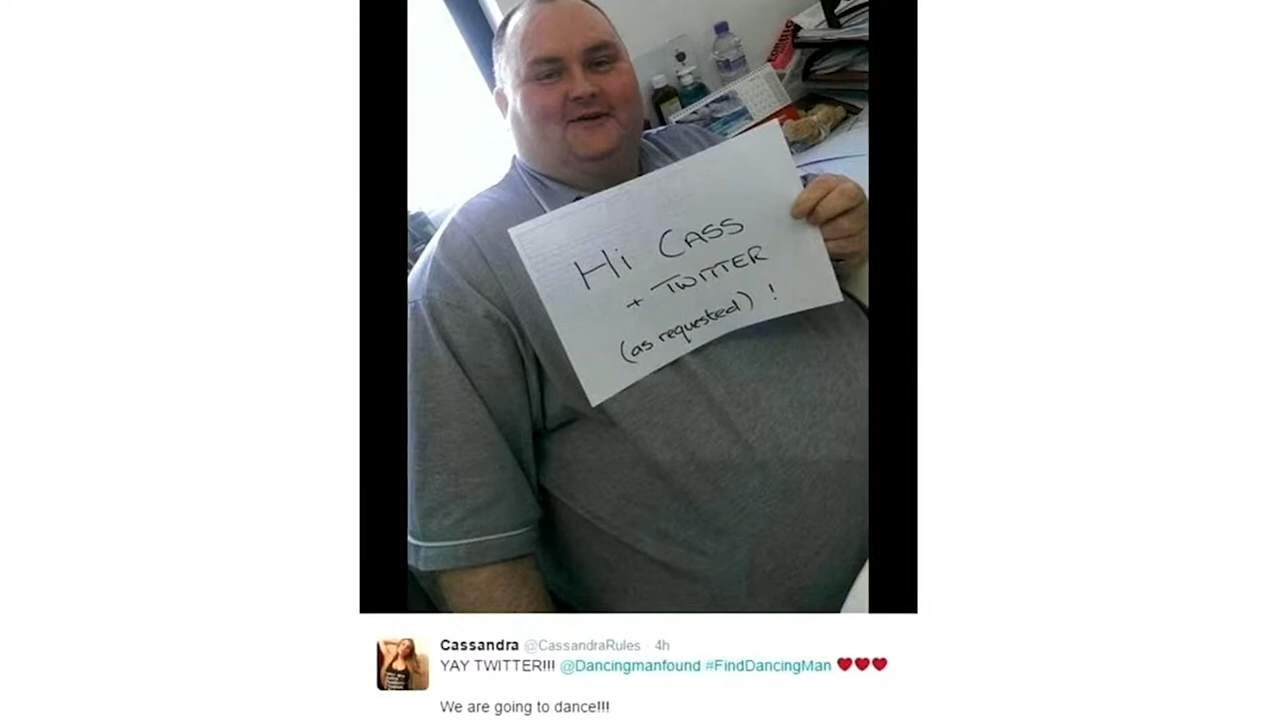 Hi CASS
+ TWITTER
(as requested) !
Cassandra @CassandraRules · 4h
YAY TWITTER!!! @Dancingmanfound #FindDancingMan ♥♥♥
We are going to dance!!!